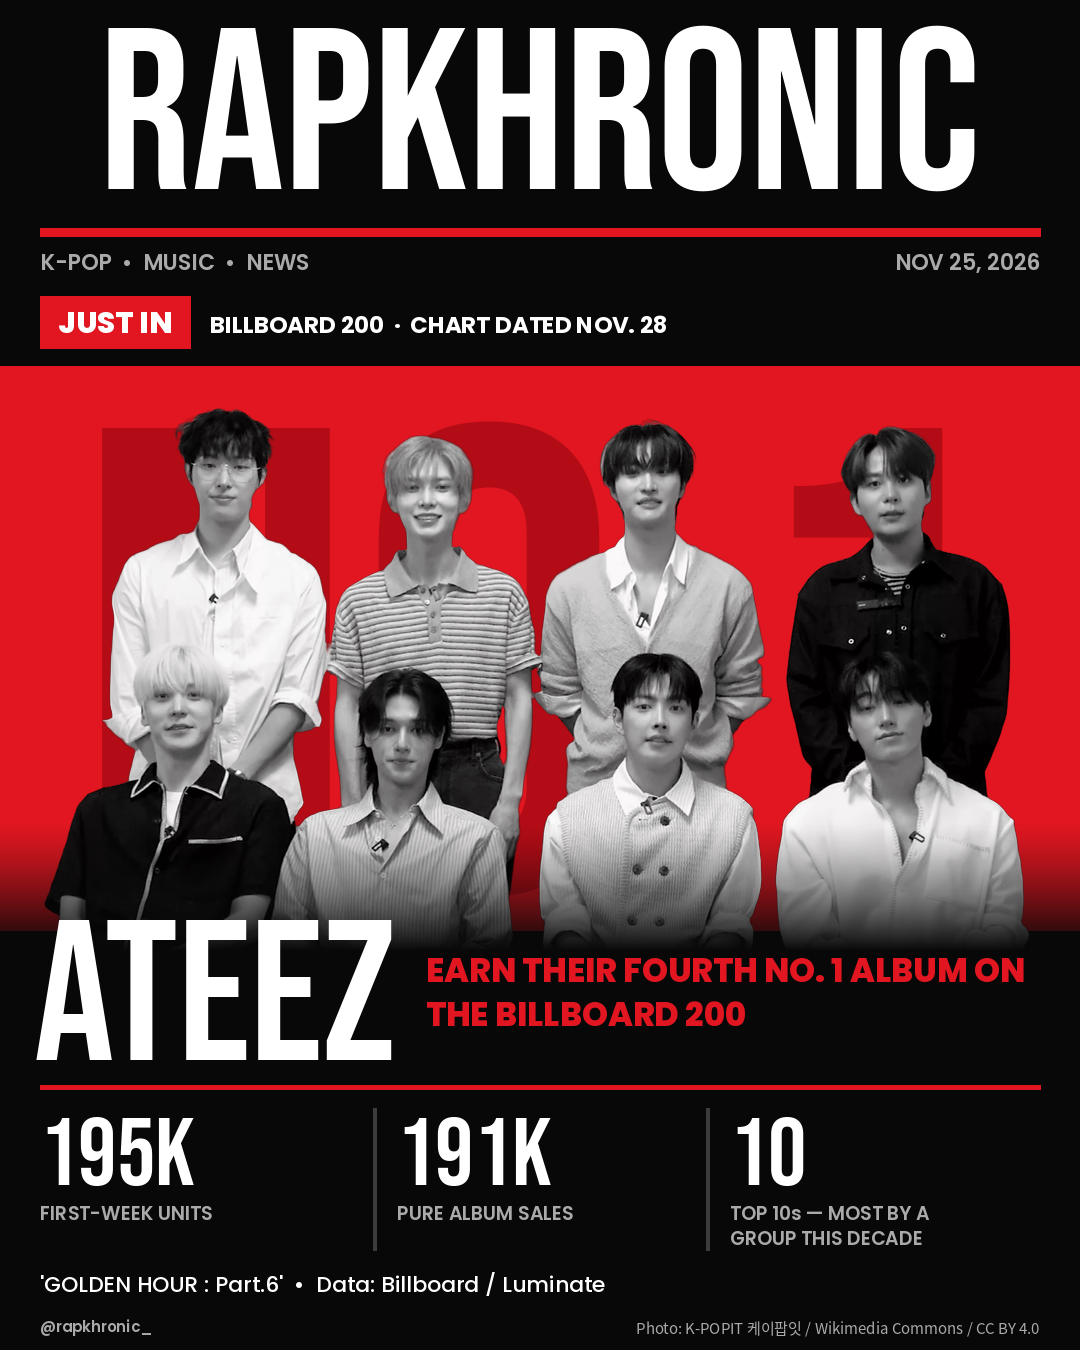 RAPKHRONIC
K-POP • MUSIC • NEWS
NOV 25, 2026
JUST IN
BILLBOARD 200 · CHART DATED NOV. 28
NO. 1
ATEEZ
EARN THEIR FOURTH NO. 1 ALBUM ON
THE BILLBOARD 200
195K
FIRST-WEEK UNITS
191K
PURE ALBUM SALES
10
TOP 10s — MOST BY A
GROUP THIS DECADE
'GOLDEN HOUR : Part.6' • Data: Billboard / Luminate
@rapkhronic_
Photo: K-POPIT 케이팝잇 / Wikimedia Commons / CC BY 4.0